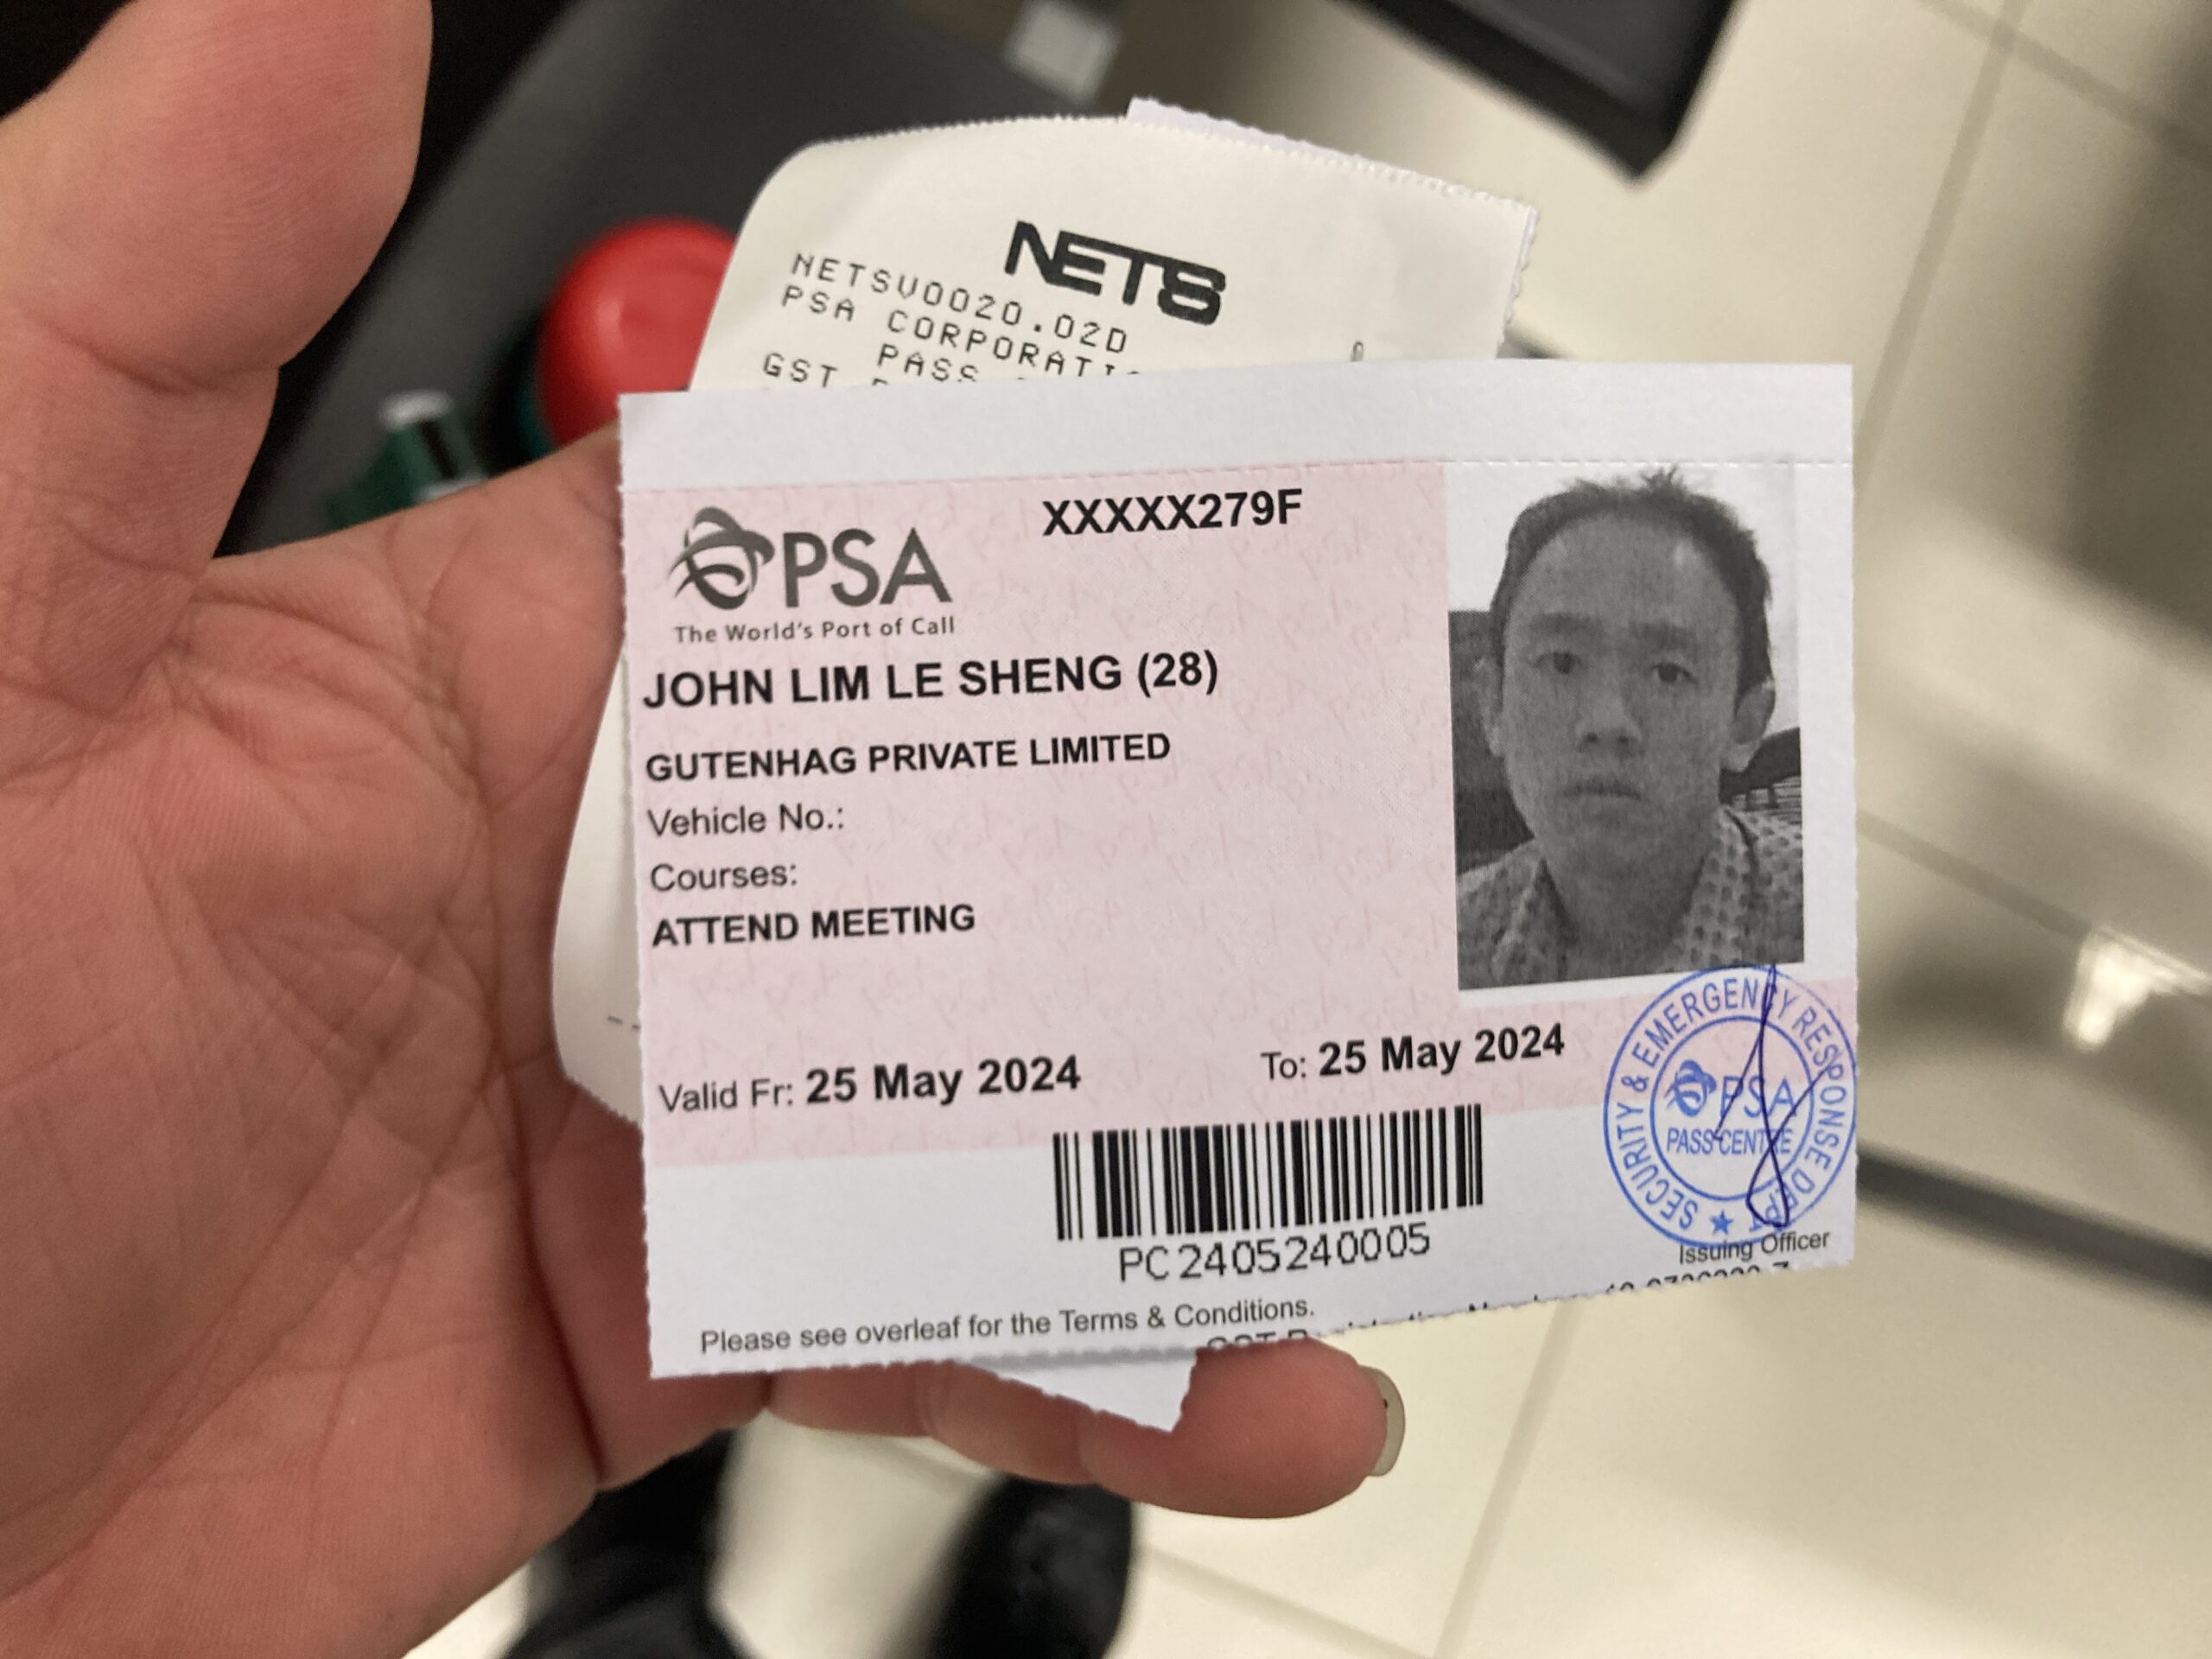 NETS
NETSV0020.02D
PSA CORPORATI
PASS
GST
XXXXX279F
PSA
The World's Port of Call
JOHN LIM LE SHENG (28)
GUTENHAG PRIVATE LIMITED
Vehicle No.:
Courses:
ATTEND MEETING
Valid Fr: 25 May 2024 To: 25 May 2024
SECURITY & EMERGENCY RESPONSE DEPT
PSA
PASS CENTRE
PC2405240005
Issuing Officer
Please see overleaf for the Terms & Conditions.